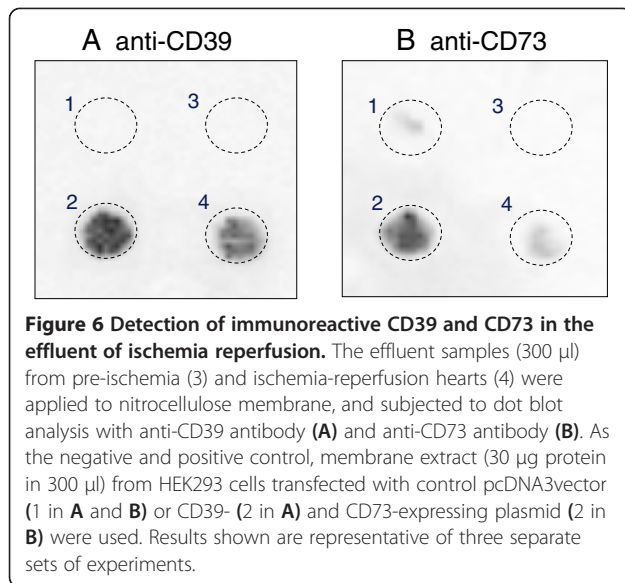 A anti-CD39
B anti-CD73
1
3
2
4
1
3
2
4
Figure 6 Detection of immunoreactive CD39 and CD73 in the
effluent of ischemia reperfusion. The effluent samples (300 μl)
from pre-ischemia (3) and ischemia-reperfusion hearts (4) were
applied to nitrocellulose membrane, and subjected to dot blot
analysis with anti-CD39 antibody (A) and anti-CD73 antibody (B). As
the negative and positive control, membrane extract (30 μg protein
in 300 μl) from HEK293 cells transfected with control pcDNA3vector
(1 in A and B) or CD39- (2 in A) and CD73-expressing plasmid (2 in
B) were used. Results shown are representative of three separate
sets of experiments.